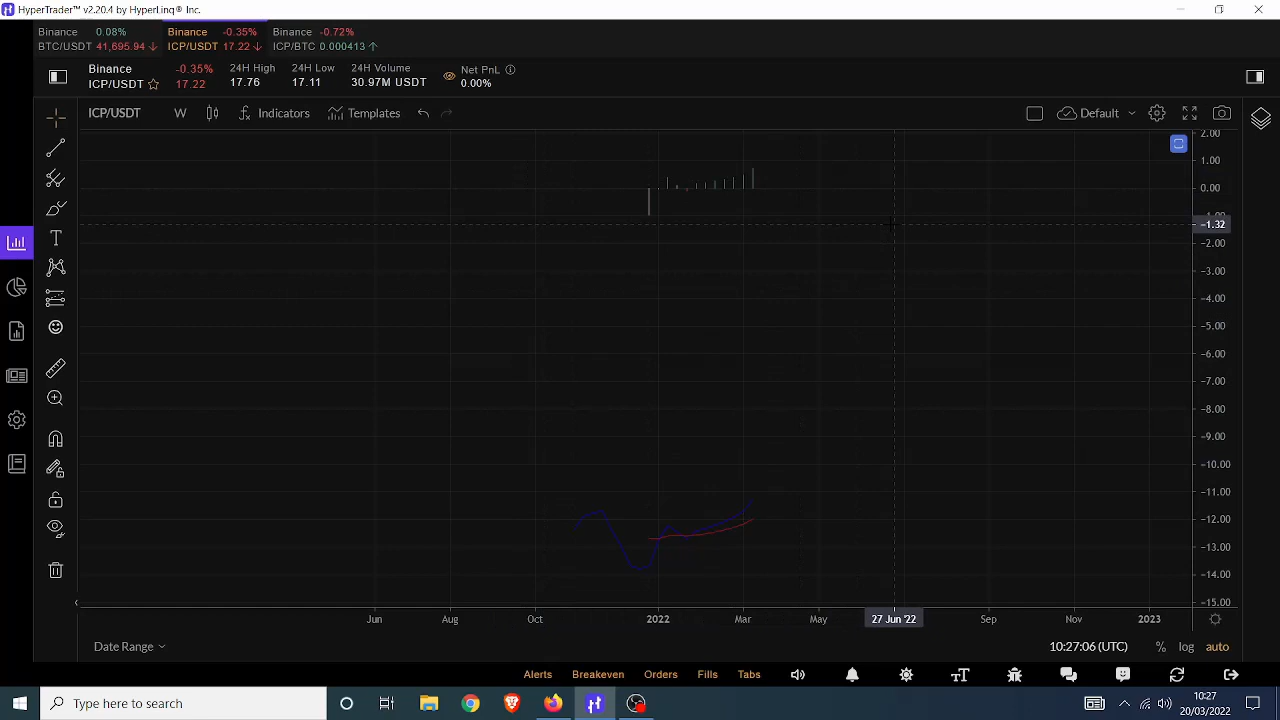 HyperTrader™ v2.20.4 by HyperLinq® Inc.
Binance 0.08%
BTC/USDT 41,695.94 ↓
Binance -0.35%
ICP/USDT 17.22 ↓
Binance -0.72%
ICP/BTC 0.000413 ↑
Binance -0.35%
ICP/USDT 17.22
24H High
17.76
24H Low
17.11
24H Volume
30.97M USDT
Net PnL
0.00%
ICP/USDT W Indicators Templates Default
2.00
1.00
0.00
-1.00
-1.32
-2.00
-3.00
-4.00
-5.00
-6.00
-7.00
-8.00
-9.00
-10.00
-11.00
-12.00
-13.00
-14.00
-15.00
Jun Aug Oct 2022 Mar May 27 Jun '22 Sep Nov 2023
Date Range 10:27:06 (UTC) % log auto
Alerts Breakeven Orders Fills Tabs
Type here to search
10:27
20/03/2022